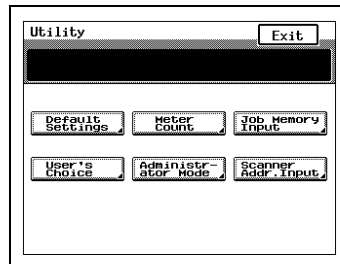 Utility
Exit
Default
Settings
Meter
Count
Job Memory
Input
User's
Choice
Administr-
ator Mode
Scanner
Addr.Input